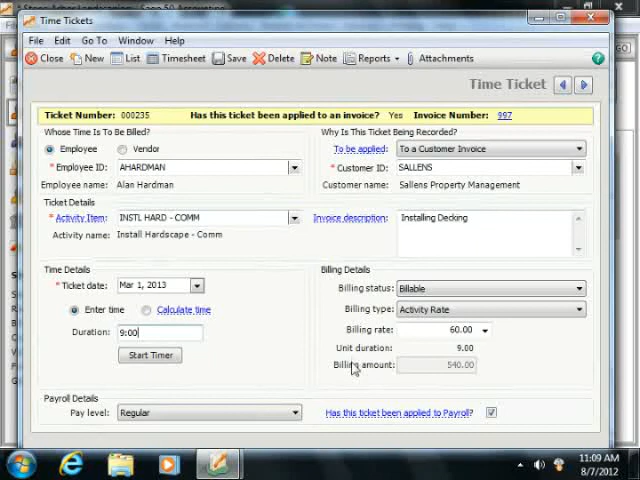 Time Tickets
File Edit Go To Window Help
Close New List Timesheet Save Delete Note Reports Attachments
Time Ticket
Ticket Number: 000235 Has this ticket been applied to an invoice? Yes Invoice Number: 997
Whose Time Is To Be Billed? Why Is This Ticket Being Recorded?
Employee Vendor To be applied: To a Customer Invoice
* Employee ID: AHARDMAN * Customer ID: SALLENS
Employee name: Alan Hardman Customer name: Sallens Property Management
Ticket Details
* Activity Item: INSTL HARD - COMM Invoice description: Installing Decking
Activity name: Install Hardscape - Comm
Time Details Billing Details
* Ticket date: Mar 1, 2013 Billing status: Billable
Enter time Calculate time Billing type: Activity Rate
Duration: 9:00 Billing rate: 60.00
Unit duration: 9.00
Start Timer Billing amount: 540.00
Payroll Details
Pay level: Regular Has this ticket been applied to Payroll?
11:09 AM
8/7/2012